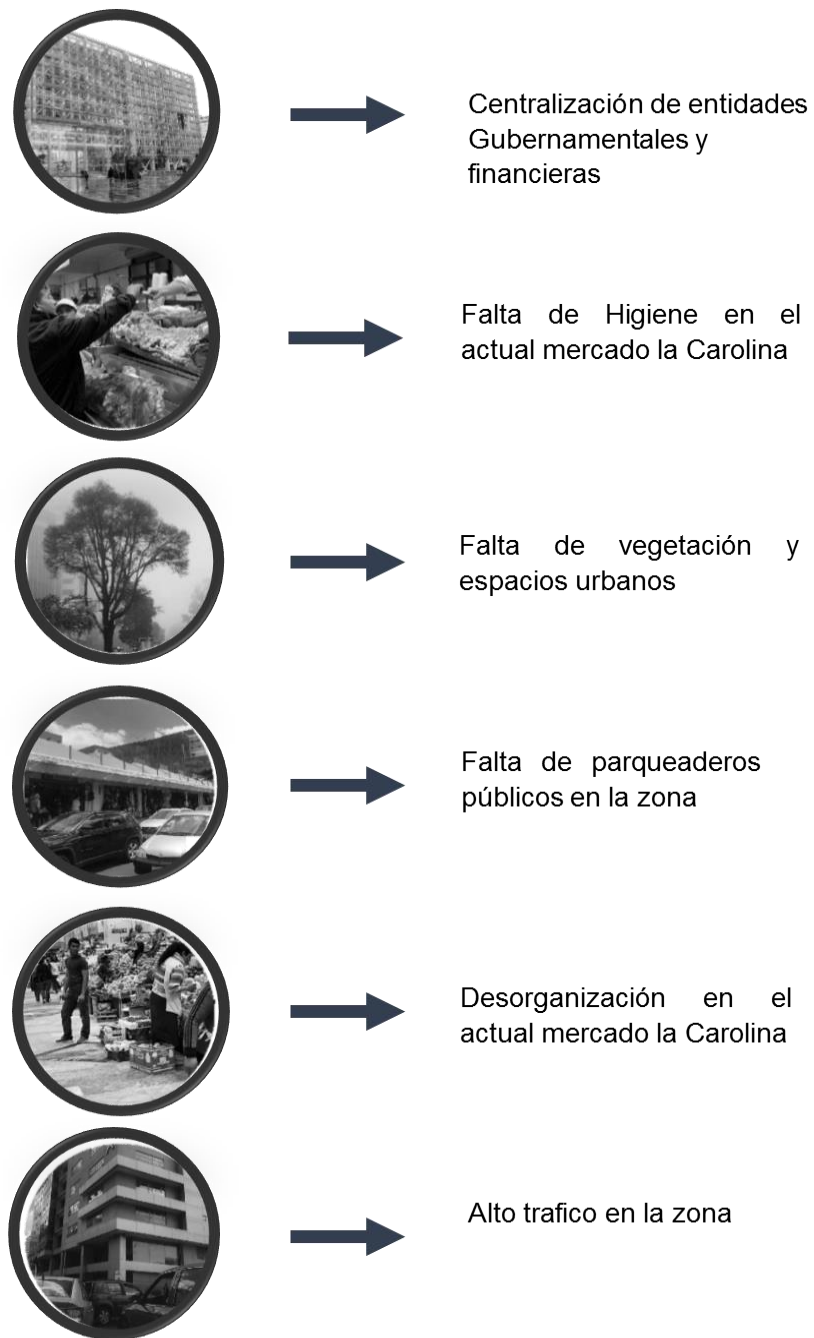 Centralización de entidades
Gubernamentales y
financieras
Falta de Higiene en el
actual mercado la Carolina
Falta de vegetación y
espacios urbanos
Falta de parqueaderos
públicos en la zona
Desorganización en el
actual mercado la Carolina
Alto trafico en la zona